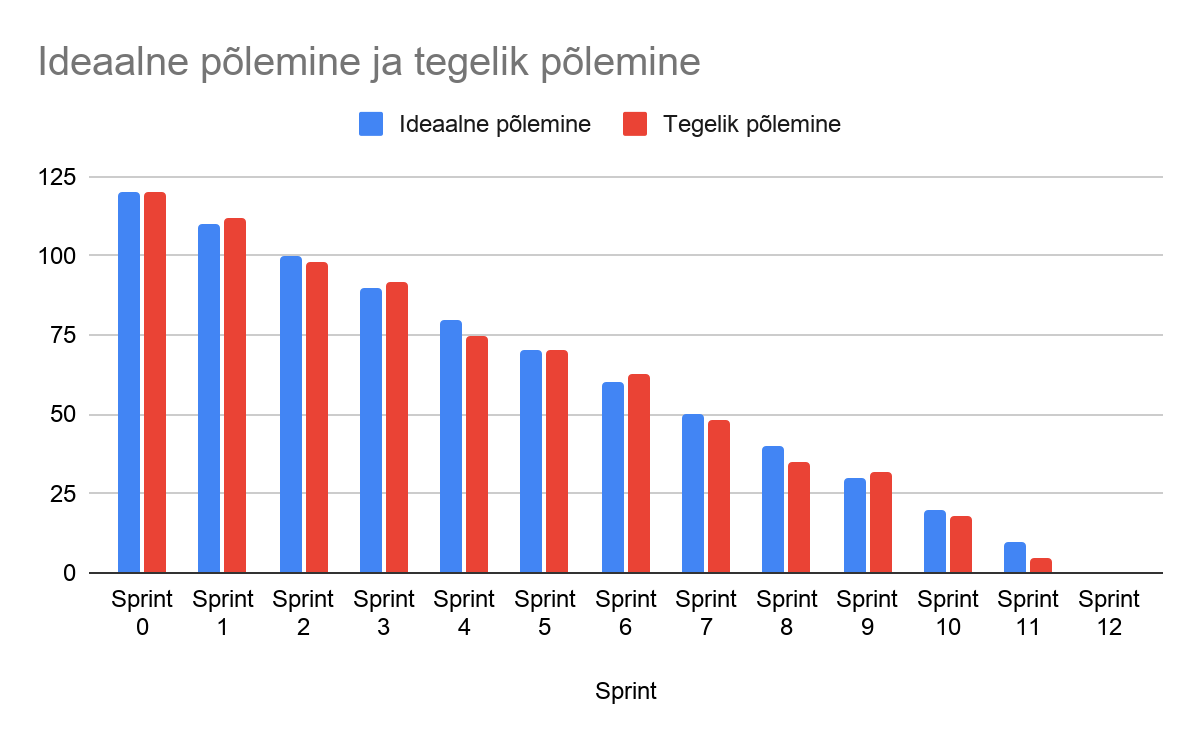 Ideaalne põlemine ja tegelik põlemine
Ideaalne põlemine
Tegelik põlemine
125
100
75
50
25
0
Sprint 0
Sprint 1
Sprint 2
Sprint 3
Sprint 4
Sprint 5
Sprint 6
Sprint 7
Sprint 8
Sprint 9
Sprint 10
Sprint 11
Sprint 12
Sprint